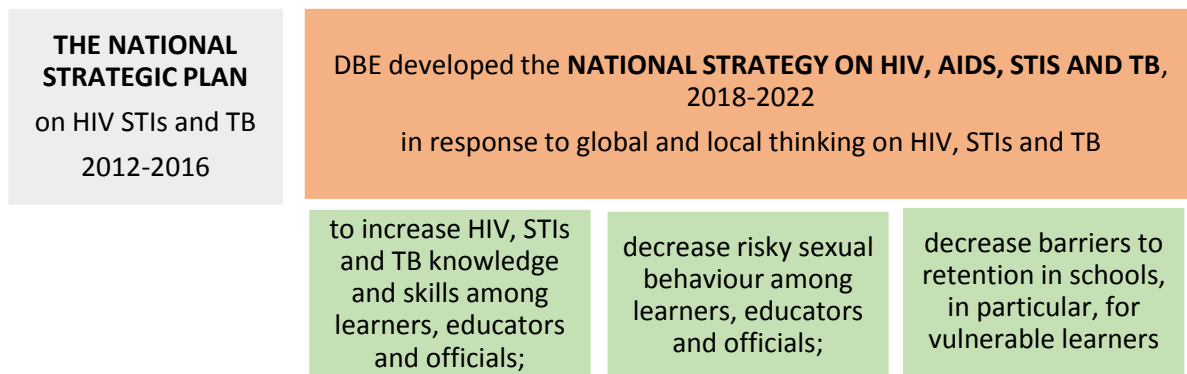 THE NATIONAL
STRATEGIC PLAN
on HIV STIs and TB
2012-2016
DBE developed the NATIONAL STRATEGY ON HIV, AIDS, STIS AND TB,
2018-2022
in response to global and local thinking on HIV, STIs and TB
to increase HIV, STIs
and TB knowledge
and skills among
learners, educators
and officials;
decrease risky sexual
behaviour among
learners, educators
and officials;
decrease barriers to
retention in schools,
in particular, for
vulnerable learners